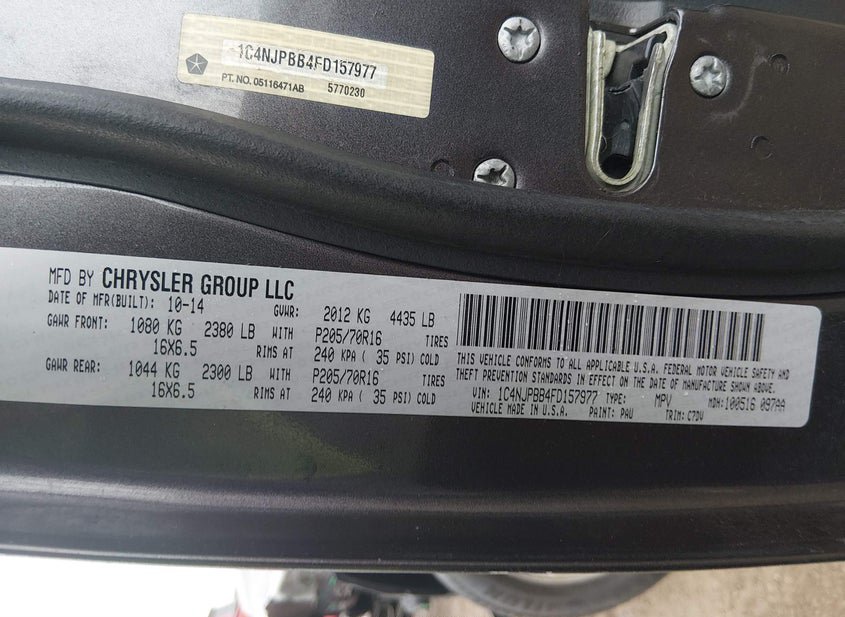 1C4NJPBB4FD157977
PT. NO. 05116471AB 5770230
MFD BY CHRYSLER GROUP LLC
DATE OF MFR(BUILT): 10-14 GVWR: 2012 KG 4435 LB
GAWR FRONT: 1080 KG 2380 LB WITH P205/70R16 TIRES
16X6.5 RIMS AT 240 KPA ( 35 PSI) COLD
GAWR REAR: 1044 KG 2300 LB WITH P205/70R16 TIRES
16X6.5 RIMS AT 240 KPA ( 35 PSI) COLD
THIS VEHICLE CONFORMS TO ALL APPLICABLE U.S.A. FEDERAL MOTOR VEHICLE SAFETY AND
THEFT PREVENTION STANDARDS IN EFFECT ON THE DATE OF MANUFACTURE SHOWN ABOVE.
VIN: 1C4NJPBB4FD157977 TYPE: MPV MDH: 100516 097AA
VEHICLE MADE IN U.S.A. PAINT: PAU TRIM: C7DV